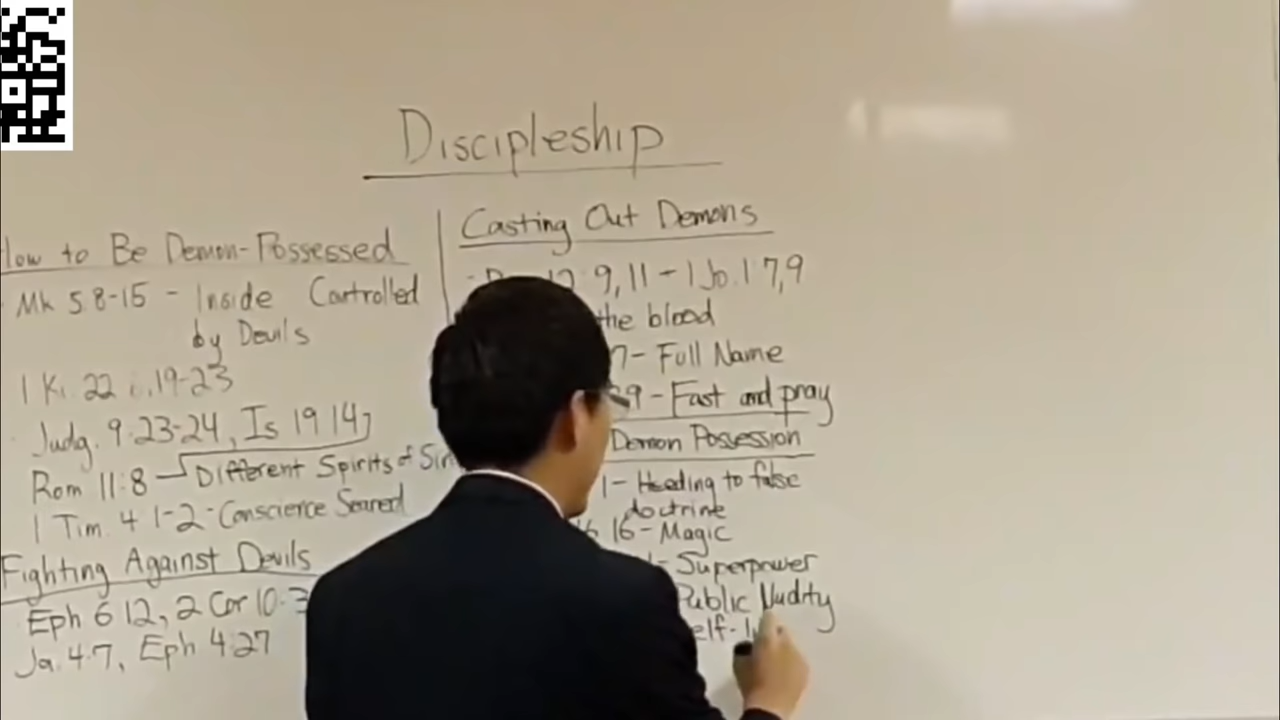 Discipleship
How to Be Demon-Possessed
Mk 5:8-15 - Inside Controlled
by Devils
1 Ki. 22 19-23
Judg. 9:23-24, Is 19 14
Rom 11:8 - Different Spirits of Sin
1 Tim. 4 1-2 - Conscience Seared
Fighting Against Devils
Eph 6 12, 2 Cor 10:3
Ja. 4:7, Eph 4:27
Casting Out Demons
12:9,11 - 1 Jo. 1:7,9
the blood
7 - Full Name
29 - Fast and pray
Demon Possession
1 - Heeding to false
doctrine
16 16 - Magic
- Superpower
Public Nudity
elf-I